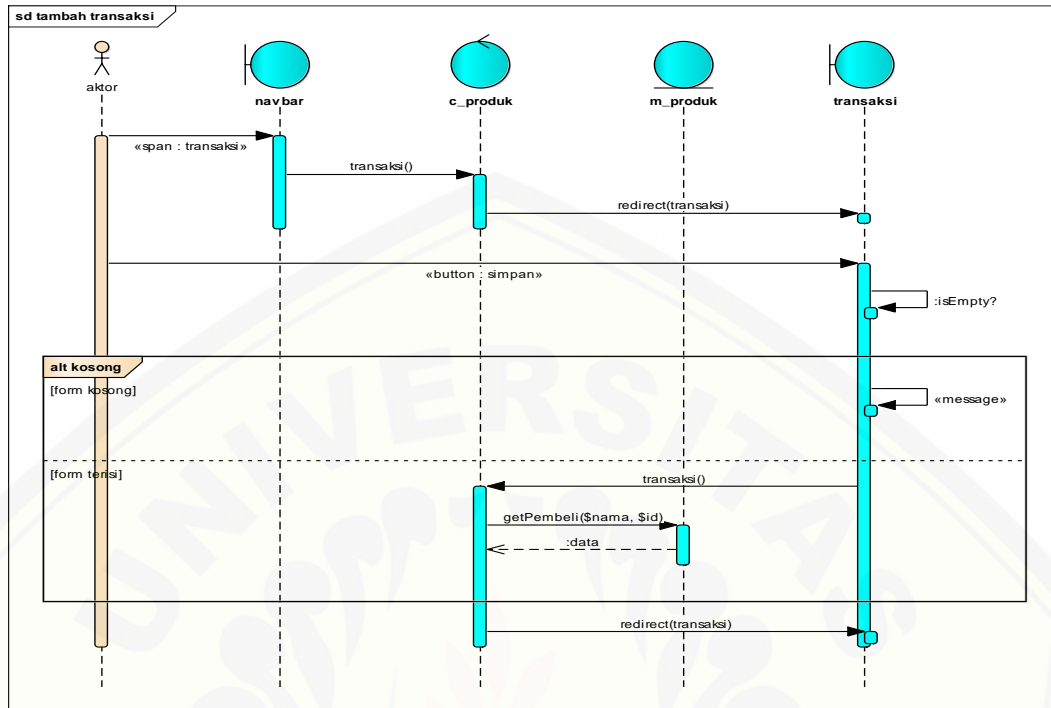 sd tambah transaksi
aktor
navbar
c_produk
m_produk
transaksi
«span : transaksi»
transaksi()
redirect(transaksi)
«button : simpan»
:isEmpty?
alt kosong
[form kosong]
«message»
[form terisi]
transaksi()
getPembeli($nama, $id)
:data
redirect(transaksi)
UNIVERSITAS